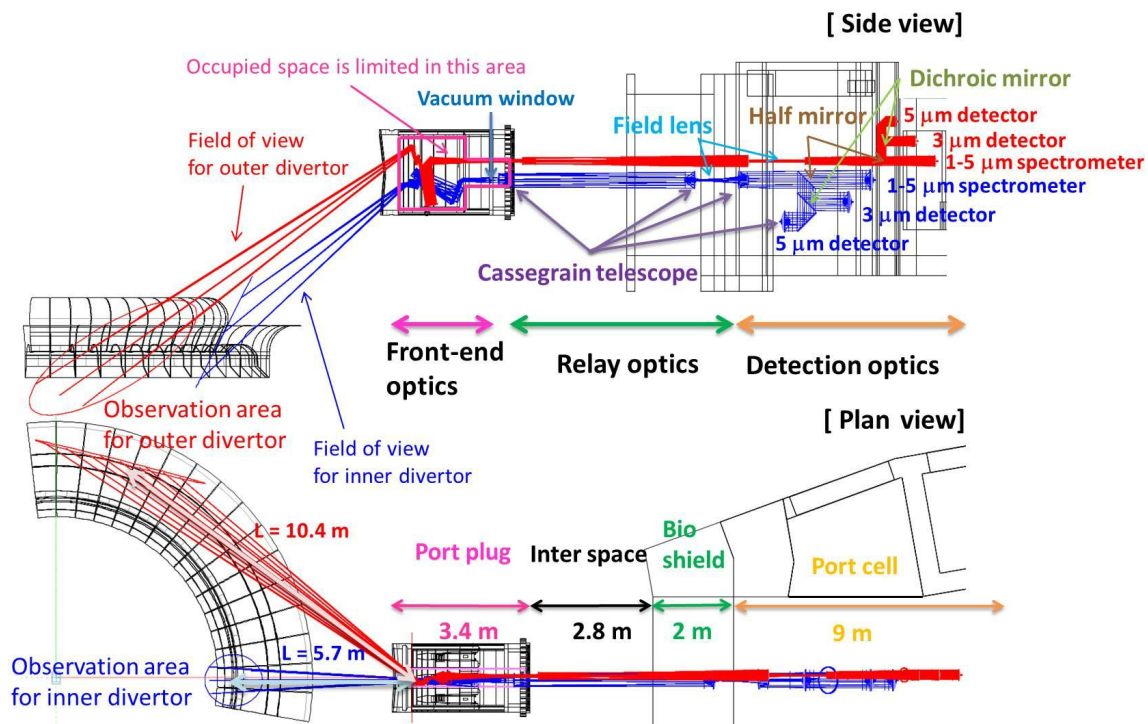 [ Side view]
Occupied space is limited in this area
Vacuum window
Dichroic mirror
Field of view
for outer divertor
Field lens
Half mirror
5 μm detector
3 μm detector
1-5 μm spectrometer
1-5 μm spectrometer
3 μm detector
5 μm detector
Cassegrain telescope
Front-end
optics
Relay optics
Detection optics
Observation area
for outer divertor
Field of view
for inner divertor
[ Plan view]
L = 10.4 m
Port plug
Inter space
Bio
shield
Port cell
3.4 m
2.8 m
2 m
9 m
L = 5.7 m
Observation area
for inner divertor